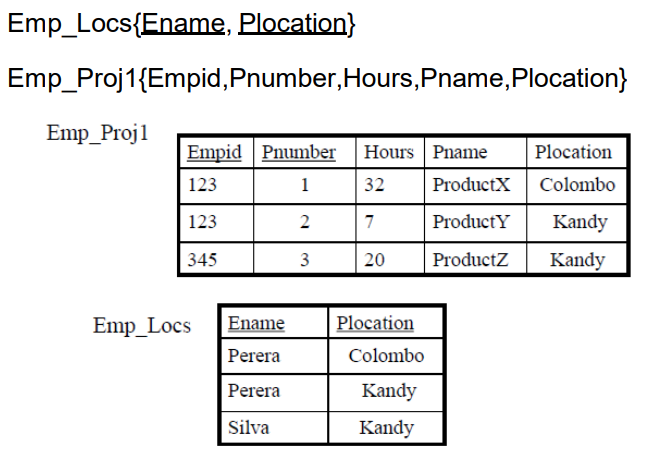 Emp_Locs{Ename, Plocation}
Emp_Proj1{Empid,Pnumber,Hours,Pname,Plocation}
Emp_Proj1
Empid Pnumber Hours Pname Plocation
123 1 32 ProductX Colombo
123 2 7 ProductY Kandy
345 3 20 ProductZ Kandy
Emp_Locs
Ename Plocation
Perera Colombo
Perera Kandy
Silva Kandy